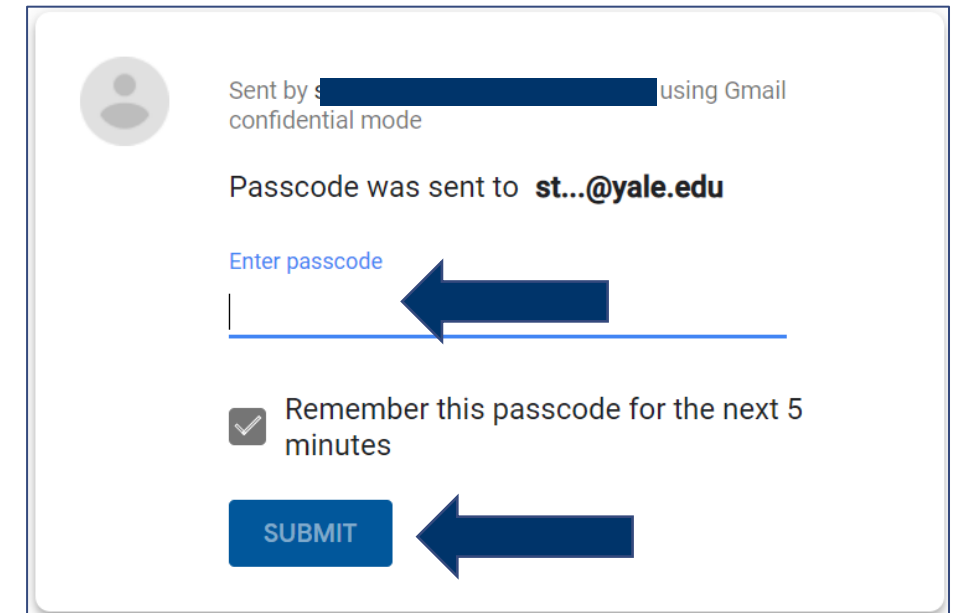 Sent by s using Gmail
confidential mode
Passcode was sent to st...@yale.edu
Enter passcode
Remember this passcode for the next 5
minutes
SUBMIT